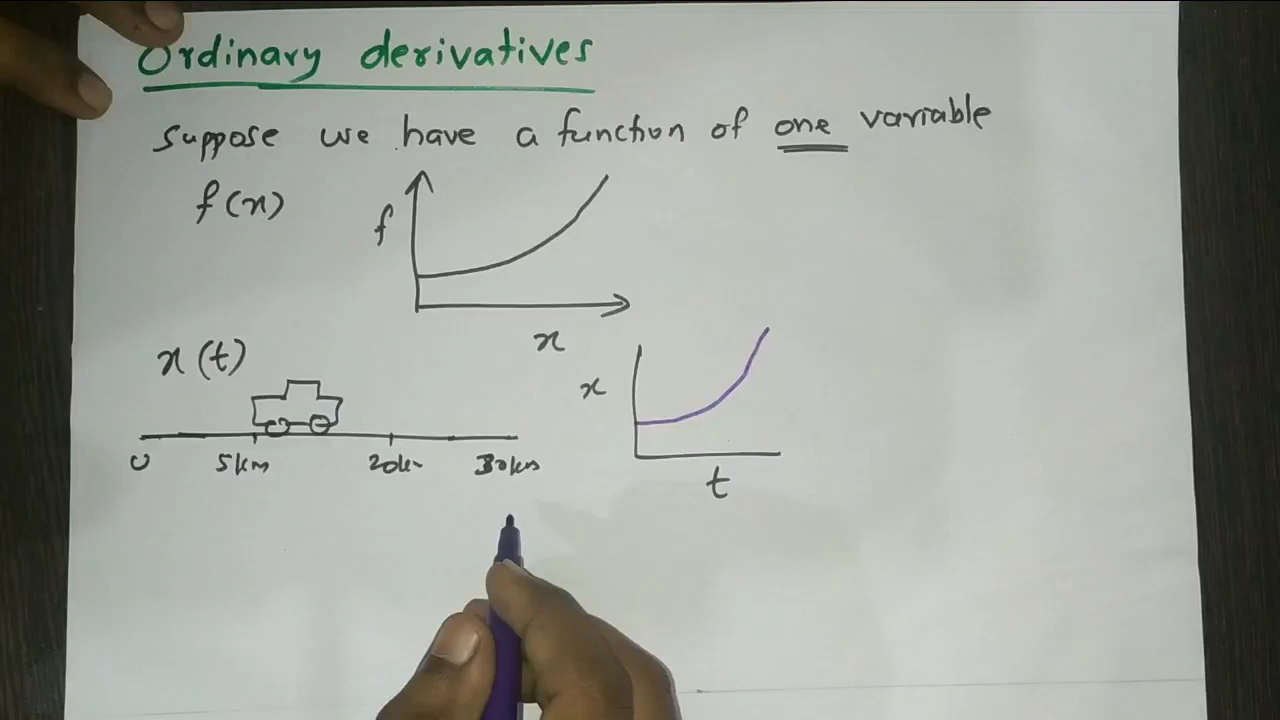 Ordinary derivatives
Suppose we have a function of one variable
f(x)
f
x
x(t)
x
0 5km 20km 30km
t